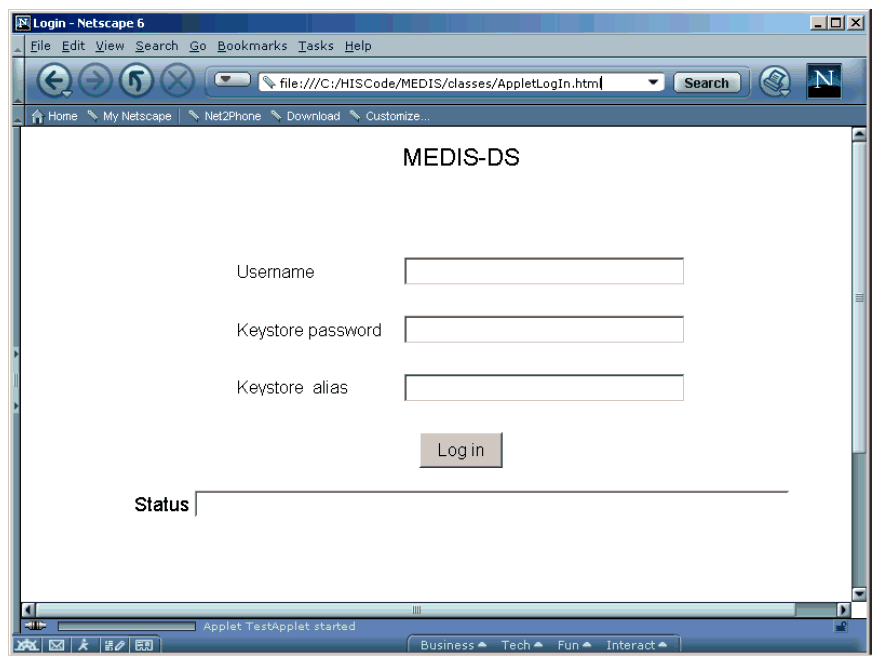 Login - Netscape 6
File Edit View Search Go Bookmarks Tasks Help
file:///C:/HISCode/MEDIS/classes/AppletLogIn.html Search N
Home My Netscape Net2Phone Download Customize...
MEDIS-DS
Username
Keystore password
Keystore alias
Log in
Status
Applet TestApplet started
Business Tech Fun Interact